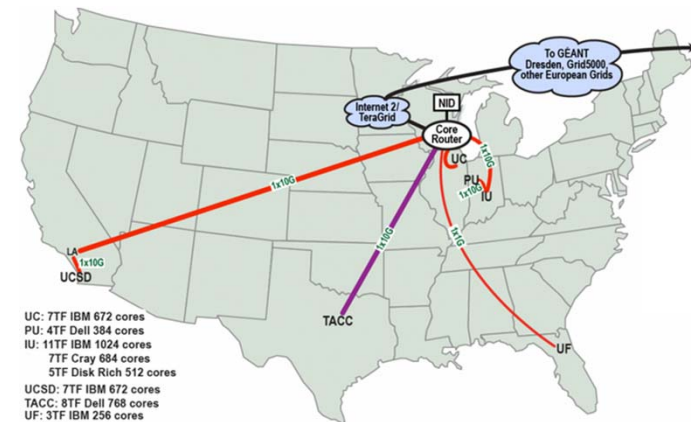 To GÉANT
Dresden, Grid5000,
other European Grids
Internet 2/
TeraGrid
NID
Core
Router
UC
1x10G
PU
1x10G
IU
1x10G
1x10G
1x1G
LA
1x10G
UCSD
TACC
UF
UC: 7TF IBM 672 cores
PU: 4TF Dell 384 cores
IU: 11TF IBM 1024 cores
7TF Cray 684 cores
5TF Disk Rich 512 cores
UCSD: 7TF IBM 672 cores
TACC: 8TF Dell 768 cores
UF: 3TF IBM 256 cores